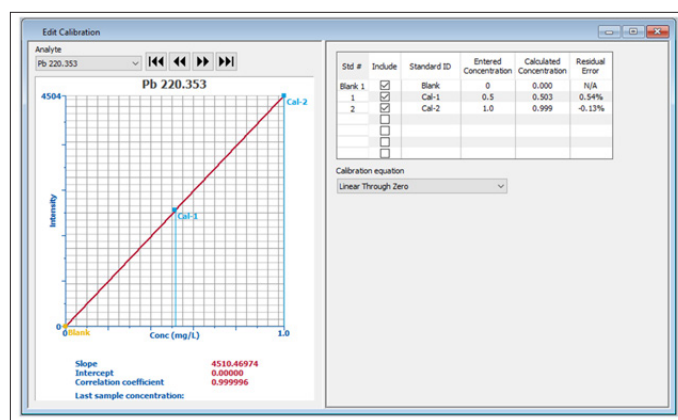 Edit Calibration
Analyte
Pb 220.353
Pb 220.353
4504
Cal-2
Intensity
Cal-1
0
Blank
0
Conc (mg/L)
1.0
Slope 4510.46974
Intercept 0.00000
Correlation coefficient 0.999996
Last sample concentration:
Std # Include Standard ID Entered Concentration Calculated Concentration Residual Error
Blank 1 Blank 0 0.000 N/A
1 Cal-1 0.5 0.503 0.54%
2 Cal-2 1.0 0.999 -0.13%
Calibration equation
Linear Through Zero